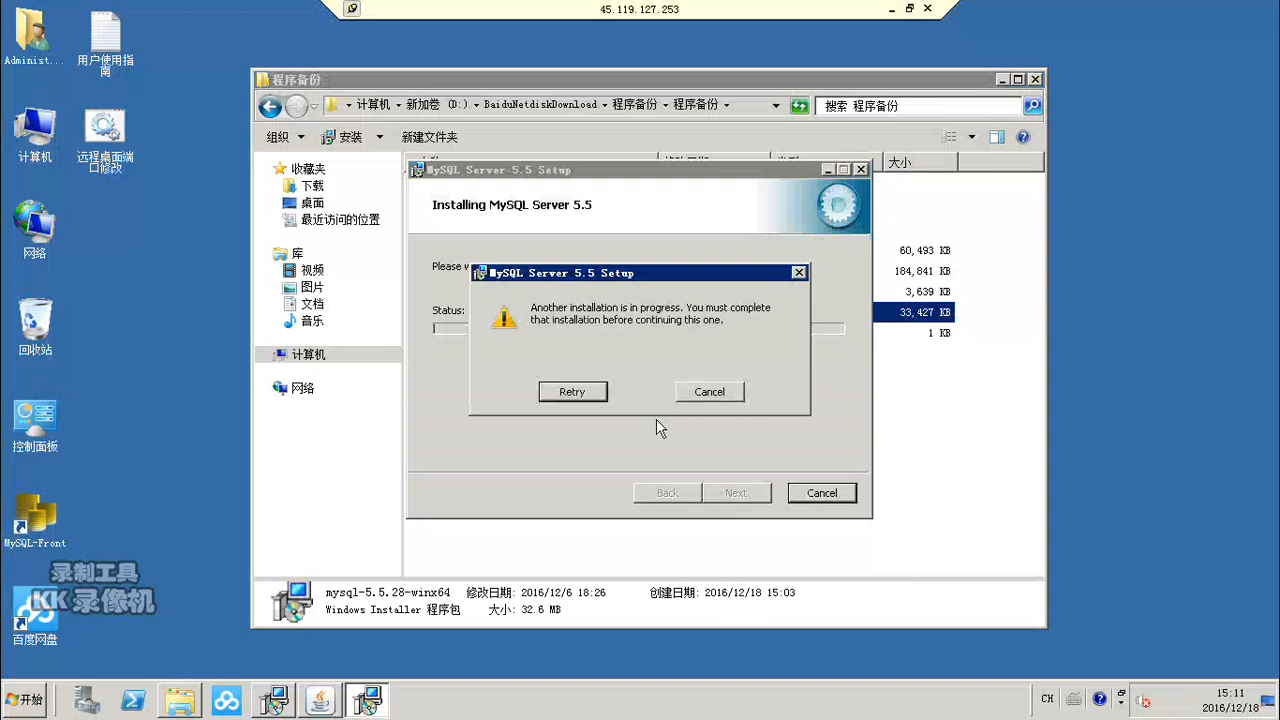 45.119.127.253
Administ...
用户使用指
南
计算机
远程桌面端
口修改
网络
回收站
控制面板
MySQL-Front
录制工具
KK 录像机
百度网盘
程序备份
计算机 新加卷 (D:) BaiduNetdiskDownload 程序备份 程序备份
搜索 程序备份
组织 安装 新建文件夹
收藏夹
下载
桌面
最近访问的位置
库
视频
图片
文档
音乐
计算机
网络
大小
60,493 KB
184,841 KB
3,639 KB
33,427 KB
1 KB
MySQL Server 5.5 Setup
Installing MySQL Server 5.5
Please w
Status:
MySQL Server 5.5 Setup
Another installation is in progress. You must complete
that installation before continuing this one.
Retry Cancel
Back Next Cancel
mysql-5.5.28-winx64 修改日期: 2016/12/6 18:26 创建日期: 2016/12/18 15:03
Windows Installer 程序包 大小: 32.6 MB
开始
CH
15:11
2016/12/18